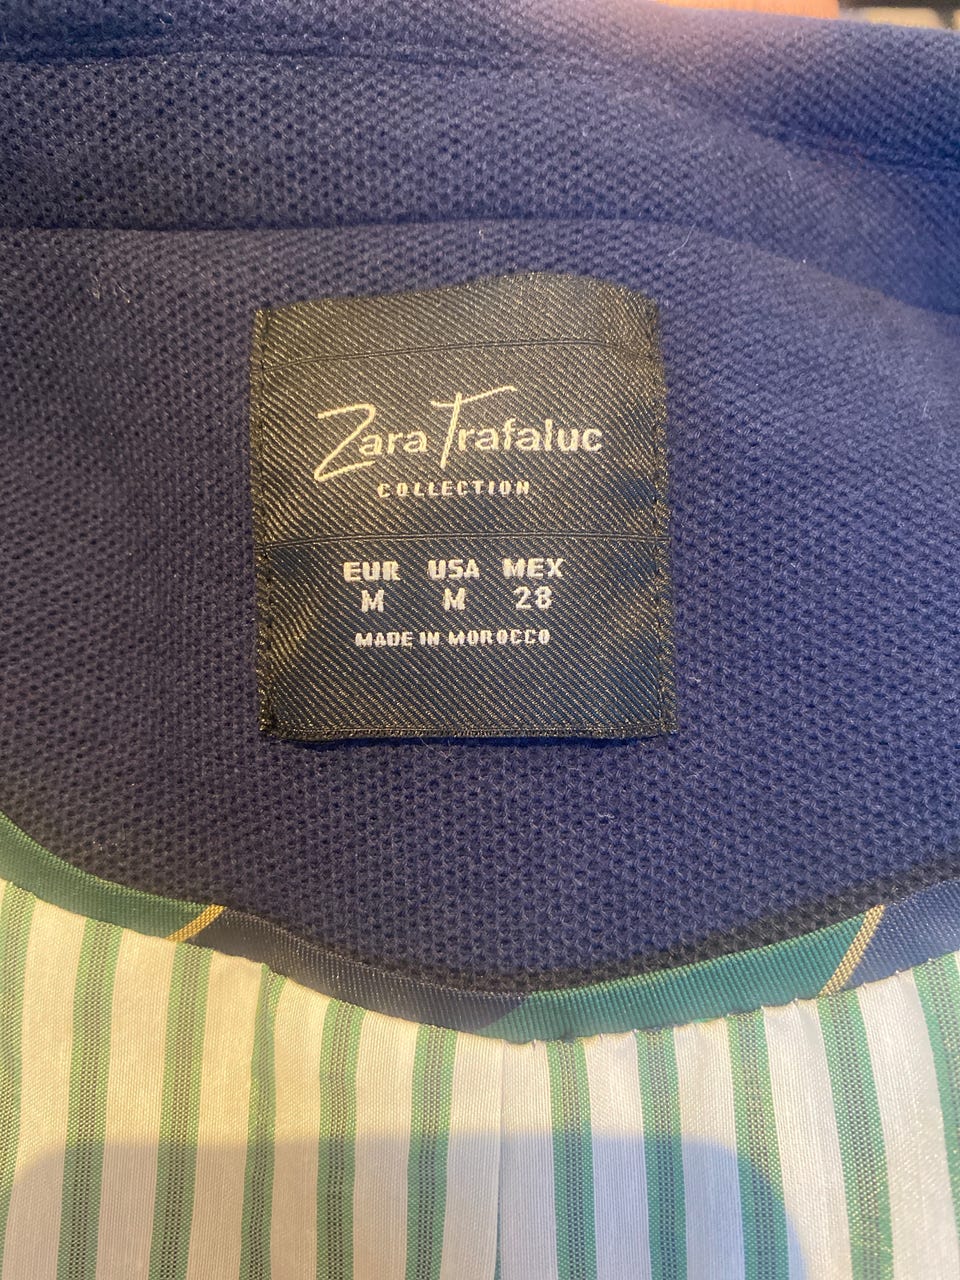 Zara Trafaluc
COLLECTION
EUR USA MEX
M M 28
MADE IN MOROCCO